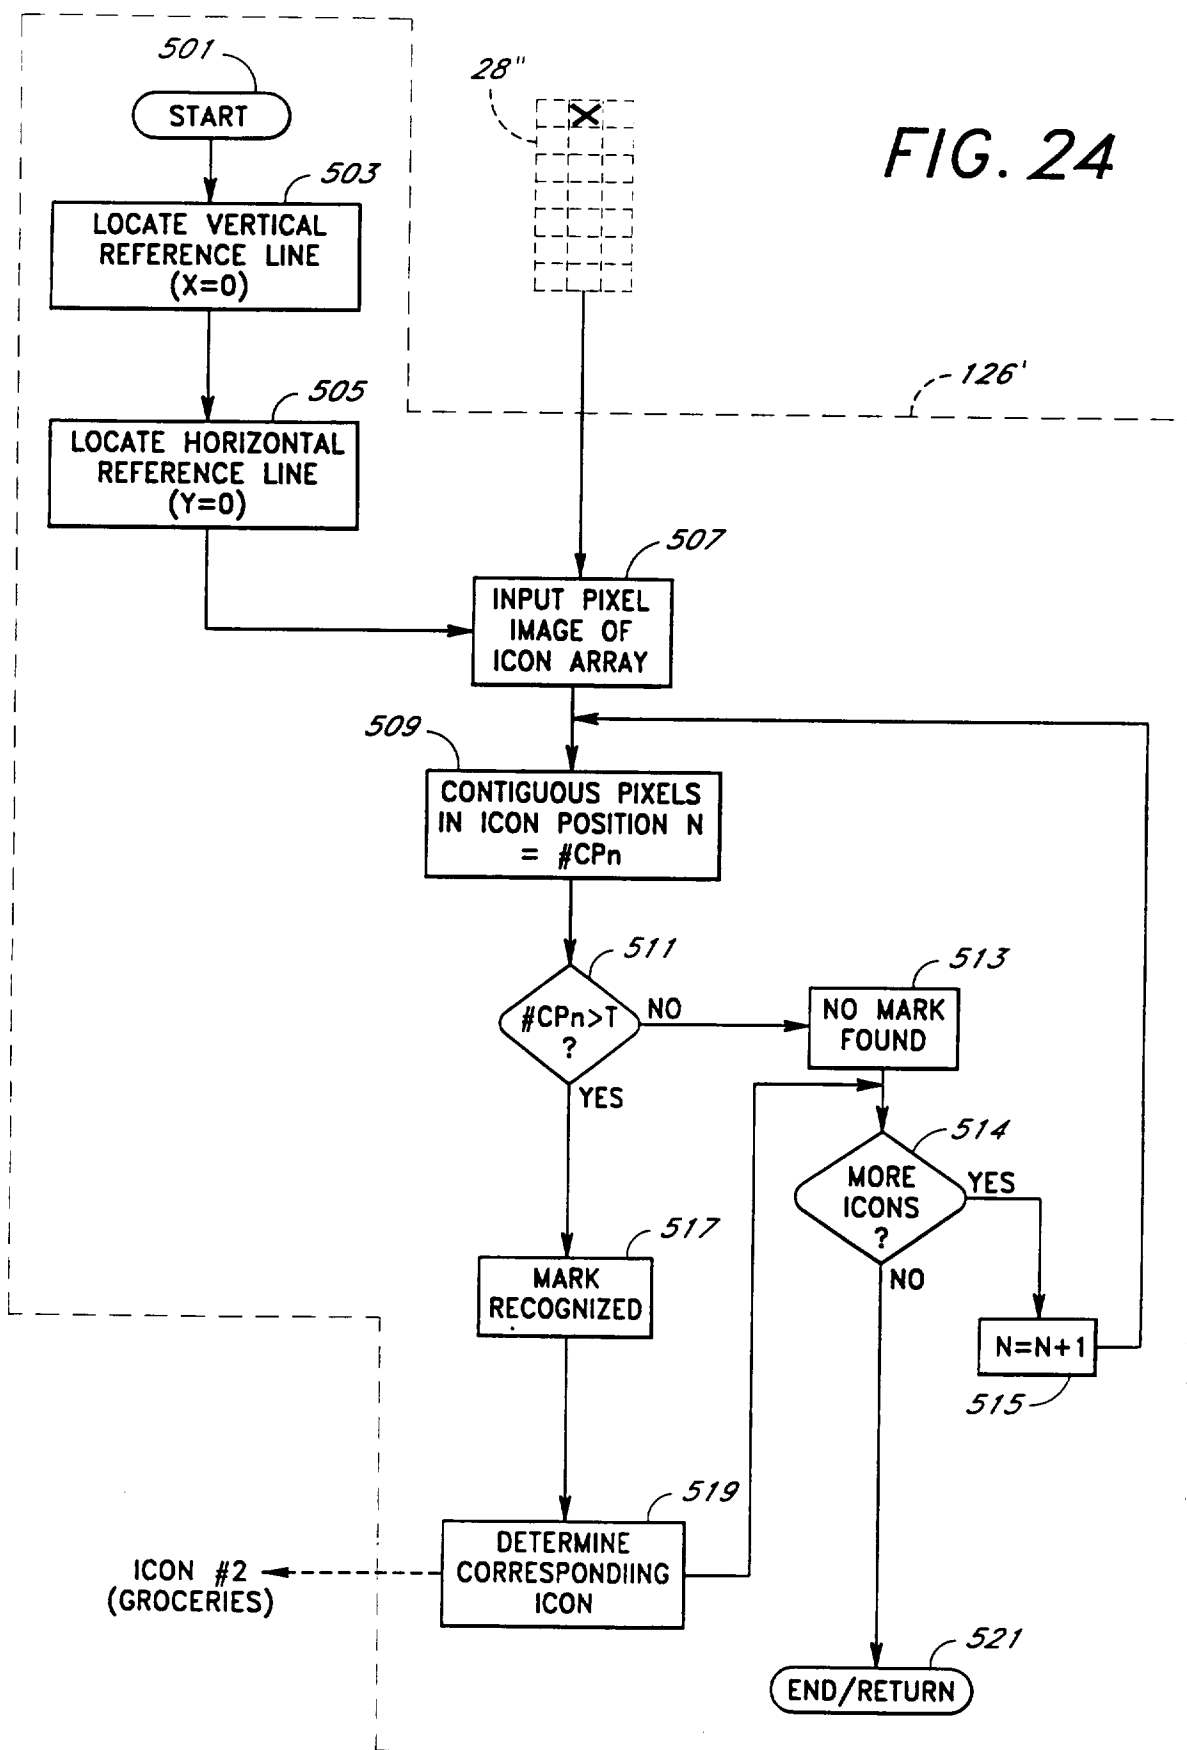 501
START
28"
X
FIG. 24
503
LOCATE VERTICAL
REFERENCE LINE
(X=0)
126'
505
LOCATE HORIZONTAL
REFERENCE LINE
(Y=0)
507
INPUT PIXEL
IMAGE OF
ICON ARRAY
509
CONTIGUOUS PIXELS
IN ICON POSITION N
= #CPn
511
#CPn>T
?
NO
YES
513
NO MARK
FOUND
514
MORE
ICONS
?
YES
NO
517
MARK
RECOGNIZED
N=N+1
515
519
DETERMINE
CORRESPONDIING
ICON
ICON #2
(GROCERIES)
521
END/RETURN